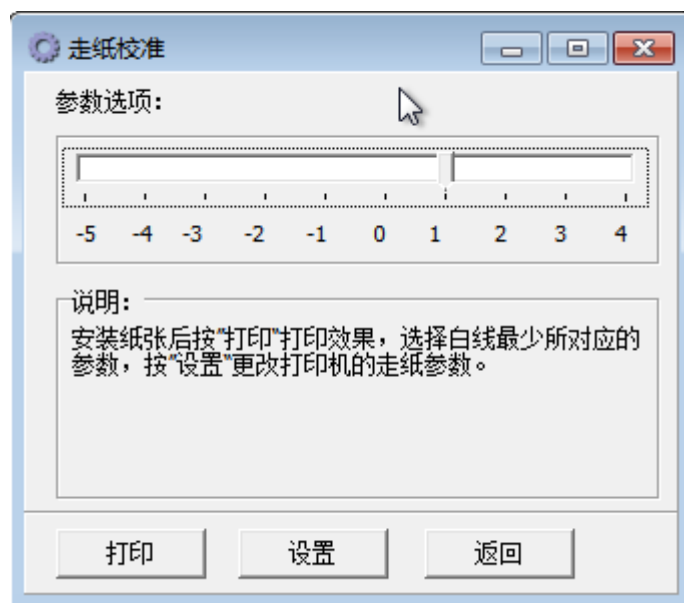 走纸校准
参数选项:
-5 -4 -3 -2 -1 0 1 2 3 4
说明:
安装纸张后按"打印"打印效果，选择白线最少所对应的
参数，按"设置"更改打印机的走纸参数。
打印 设置 返回